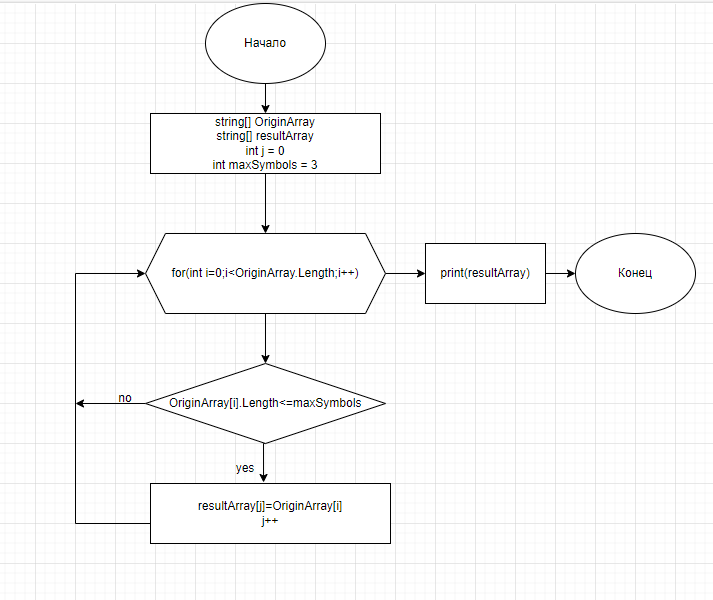 Начало
string[] OriginArray
string[] resultArray
int j = 0
int maxSymbols = 3
for(int i=0;i<OriginArray.Length;i++)
print(resultArray)
Конец
no
OriginArray[i].Length<=maxSymbols
yes
resultArray[j]=OriginArray[i]
j++